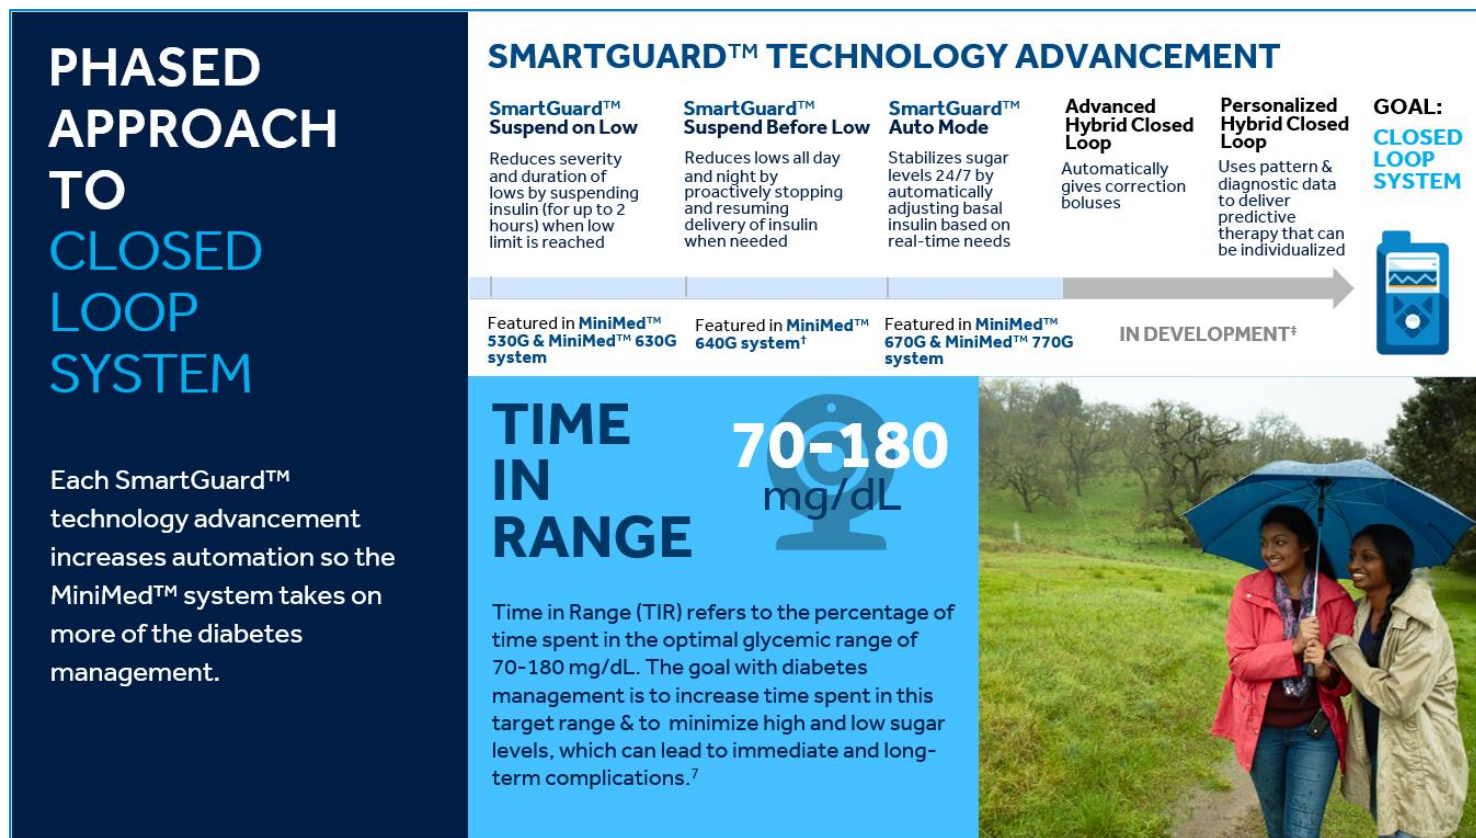 PHASED
APPROACH
TO
CLOSED
LOOP
SYSTEM
Each SmartGuard™
technology advancement
increases automation so the
MiniMed™ system takes on
more of the diabetes
management.
SMARTGUARD™ TECHNOLOGY ADVANCEMENT
SmartGuard™
Suspend on Low
Reduces severity
and duration of
lows by suspending
insulin (for up to 2
hours) when low
limit is reached
SmartGuard™
Suspend Before Low
Reduces lows all day
and night by
proactively stopping
and resuming
delivery of insulin
when needed
SmartGuard™
Auto Mode
Stabilizes sugar
levels 24/7 by
automatically
adjusting basal
insulin based on
real-time needs
Advanced
Hybrid Closed
Loop
Automatically
gives correction
boluses
Personalized
Hybrid Closed
Loop
Uses pattern &
diagnostic data
to deliver
predictive
therapy that can
be individualized
GOAL:
CLOSED
LOOP
SYSTEM
Featured in MiniMed™
530G & MiniMed™ 630G
system
Featured in MiniMed™
640G system†
Featured in MiniMed™
670G & MiniMed™ 770G
system
IN DEVELOPMENT‡
TIME
IN
RANGE
70-180
mg/dL
Time in Range (TIR) refers to the percentage of
time spent in the optimal glycemic range of
70-180 mg/dL. The goal with diabetes
management is to increase time spent in this
target range & to  minimize high and low sugar
levels, which can lead to immediate and long-
term complications.⁷